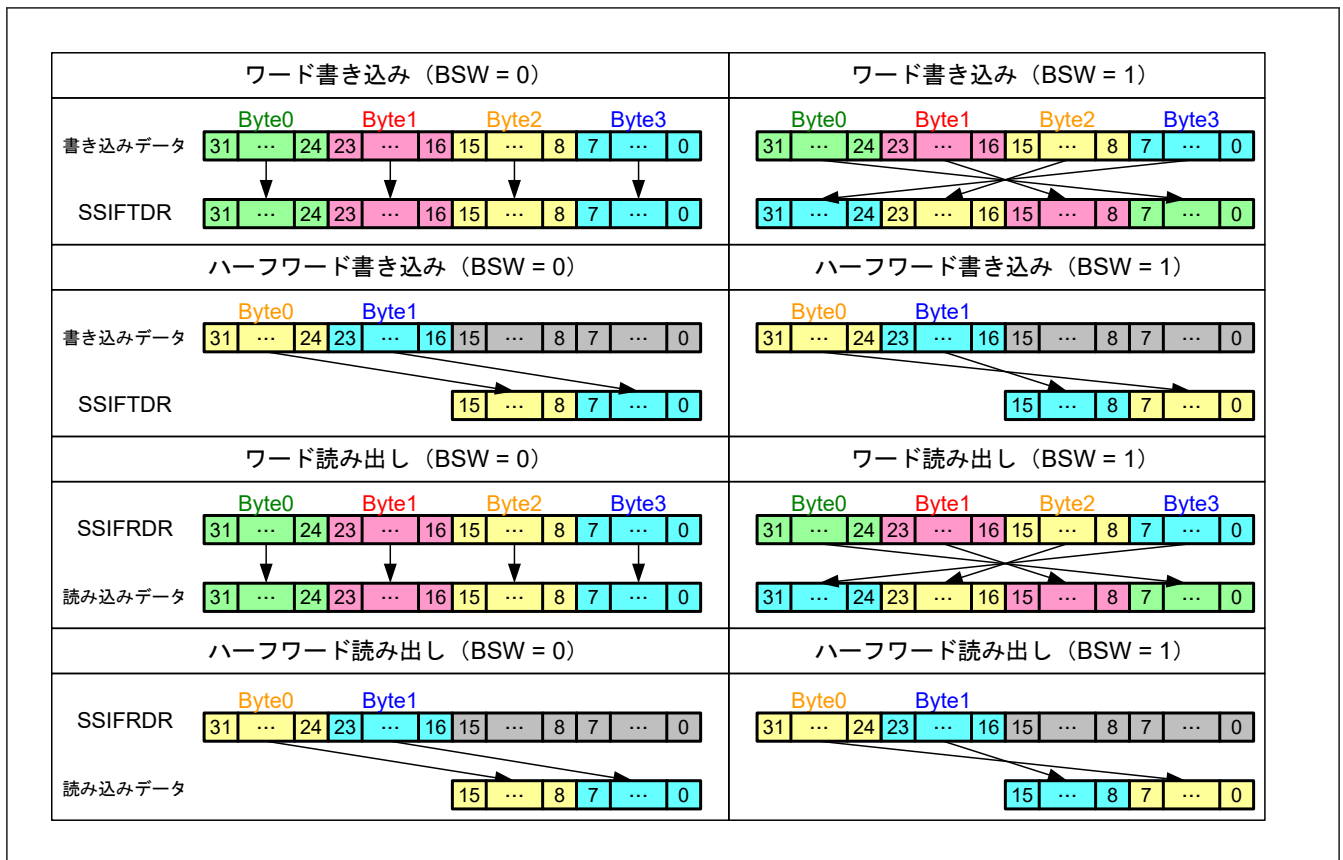 ワード書き込み（BSW = 0）
ワード書き込み（BSW = 1）
Byte0 Byte1 Byte2 Byte3
Byte0 Byte1 Byte2 Byte3
書き込みデータ 31 … 24 23 … 16 15 … 8 7 … 0
31 … 24 23 … 16 15 … 8 7 … 0
SSIFTDR 31 … 24 23 … 16 15 … 8 7 … 0
31 … 24 23 … 16 15 … 8 7 … 0
ハーフワード書き込み（BSW = 0）
ハーフワード書き込み（BSW = 1）
Byte0 Byte1
Byte0 Byte1
書き込みデータ 31 … 24 23 … 16 15 … 8 7 … 0
31 … 24 23 … 16 15 … 8 7 … 0
SSIFTDR 15 … 8 7 … 0
15 … 8 7 … 0
ワード読み出し（BSW = 0）
ワード読み出し（BSW = 1）
Byte0 Byte1 Byte2 Byte3
Byte0 Byte1 Byte2 Byte3
SSIFRDR 31 … 24 23 … 16 15 … 8 7 … 0
31 … 24 23 … 16 15 … 8 7 … 0
読み込みデータ 31 … 24 23 … 16 15 … 8 7 … 0
31 … 24 23 … 16 15 … 8 7 … 0
ハーフワード読み出し（BSW = 0）
ハーフワード読み出し（BSW = 1）
Byte0 Byte1
Byte0 Byte1
SSIFRDR 31 … 24 23 … 16 15 … 8 7 … 0
31 … 24 23 … 16 15 … 8 7 … 0
読み込みデータ 15 … 8 7 … 0
15 … 8 7 … 0